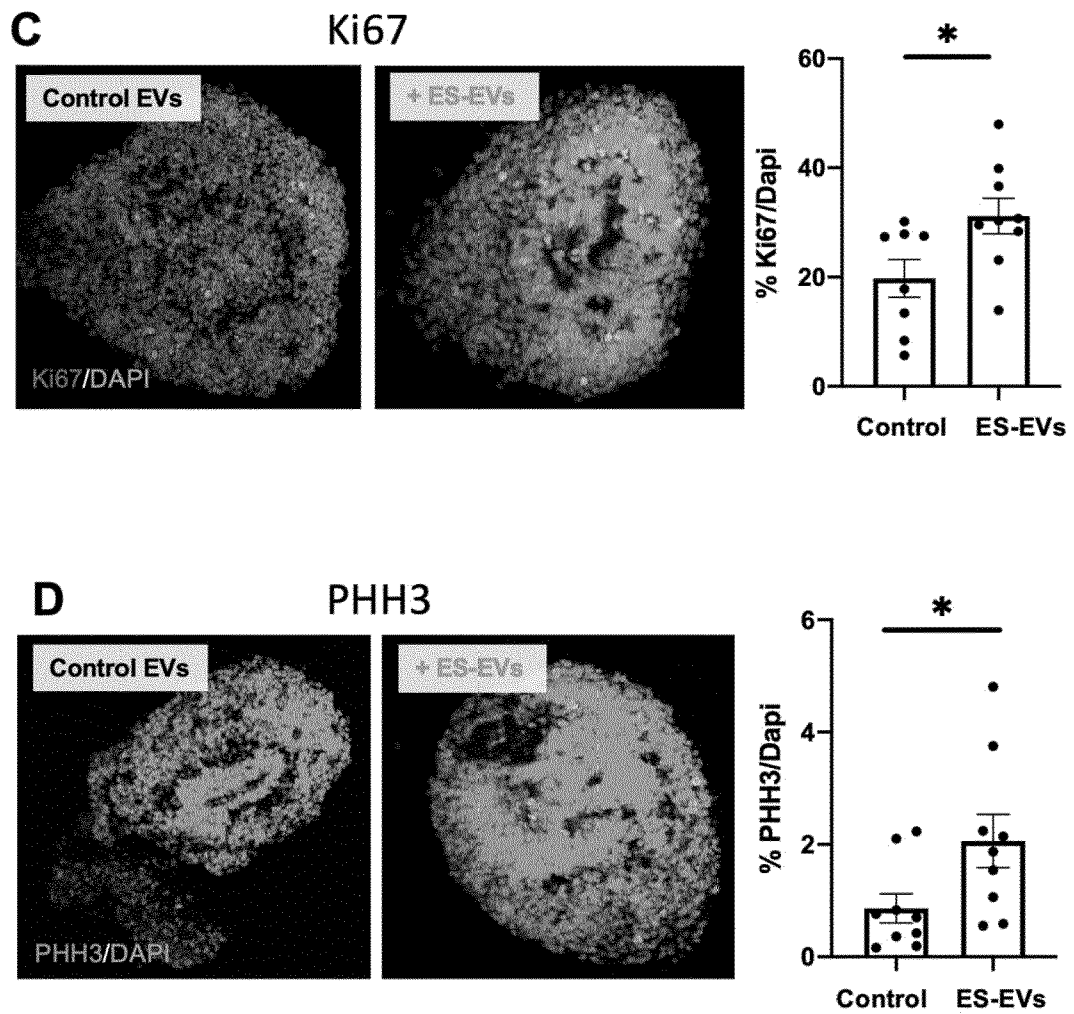 C
Ki67
Control EVs
+ ES-EVs
Ki67/DAPI
*
% Ki67/Dapi
60
40
20
0
Control ES-EVs
D
PHH3
Control EVs
+ ES-EVs
PHH3/DAPI
*
% PHH3/Dapi
6
4
2
0
Control ES-EVs